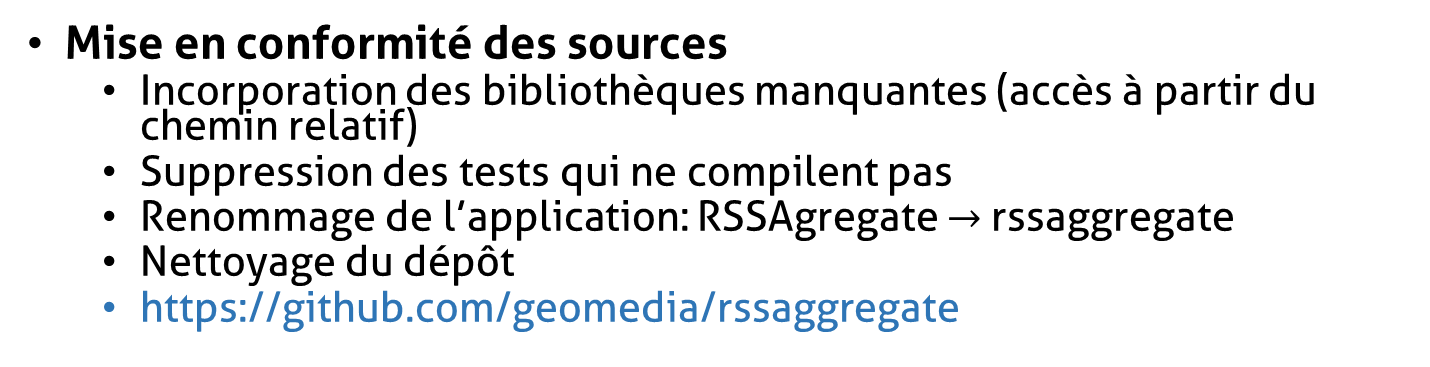 • Mise en conformité des sources
• Incorporation des bibliothèques manquantes (accès à partir du
chemin relatif)
• Suppression des tests qui ne compilent pas
• Renommage de l’application: RSSAgregate → rssaggregate
• Nettoyage du dépôt
• https://github.com/geomedia/rssaggregate